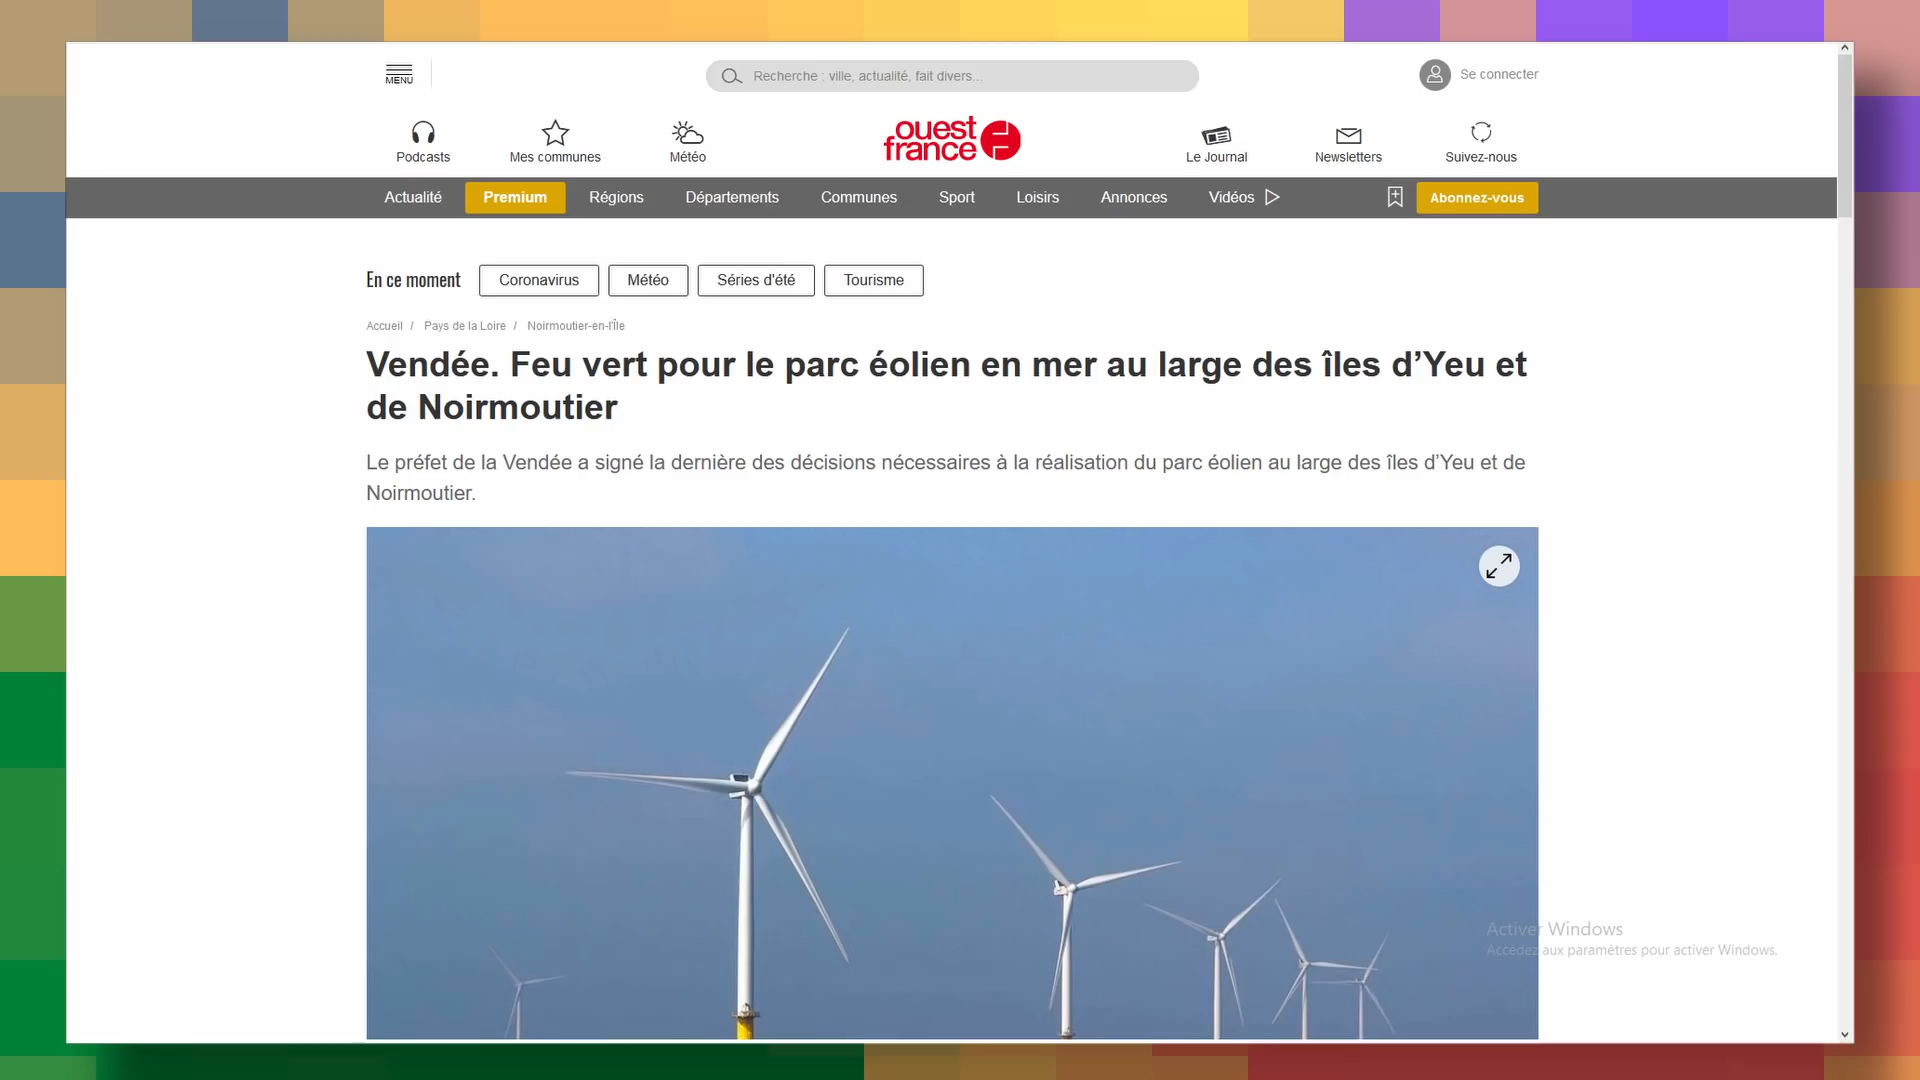 MENU
Recherche : ville, actualité, fait divers...
Se connecter
Podcasts
Mes communes
Météo
ouest
france
Le Journal
Newsletters
Suivez-nous
Actualité
Premium
Régions
Départements
Communes
Sport
Loisirs
Annonces
Vidéos
Abonnez-vous
En ce moment
Coronavirus
Météo
Séries d'été
Tourisme
Accueil / Pays de la Loire / Noirmoutier-en-l'Île
Vendée. Feu vert pour le parc éolien en mer au large des îles d’Yeu et
de Noirmoutier
Le préfet de la Vendée a signé la dernière des décisions nécessaires à la réalisation du parc éolien au large des îles d’Yeu et de
Noirmoutier.
Activer Windows
Accédez aux paramètres pour activer Windows.